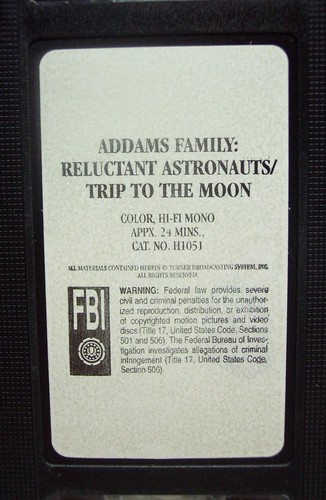 ADDAMS FAMILY:
RELUCTANT ASTRONAUTS/
TRIP TO THE MOON
COLOR, HI-FI MONO
APPX. 24 MINS.,
CAT. NO. H1051
ALL MATERIALS CONTAINED HEREIN © TURNER BROADCASTING SYSTEM, INC.
ALL RIGHTS RESERVED.
FBI
WARNING: Federal law provides severe
civil and criminal penalties for the unauthor-
ized reproduction, distribution, or exhibition
of copyrighted motion pictures and video
discs (Title 17, United States Code, Sections
501 and 506). The Federal Bureau of Inves-
tigation investigates allegations of criminal
infringement (Title 17, United States Code,
Section 506).